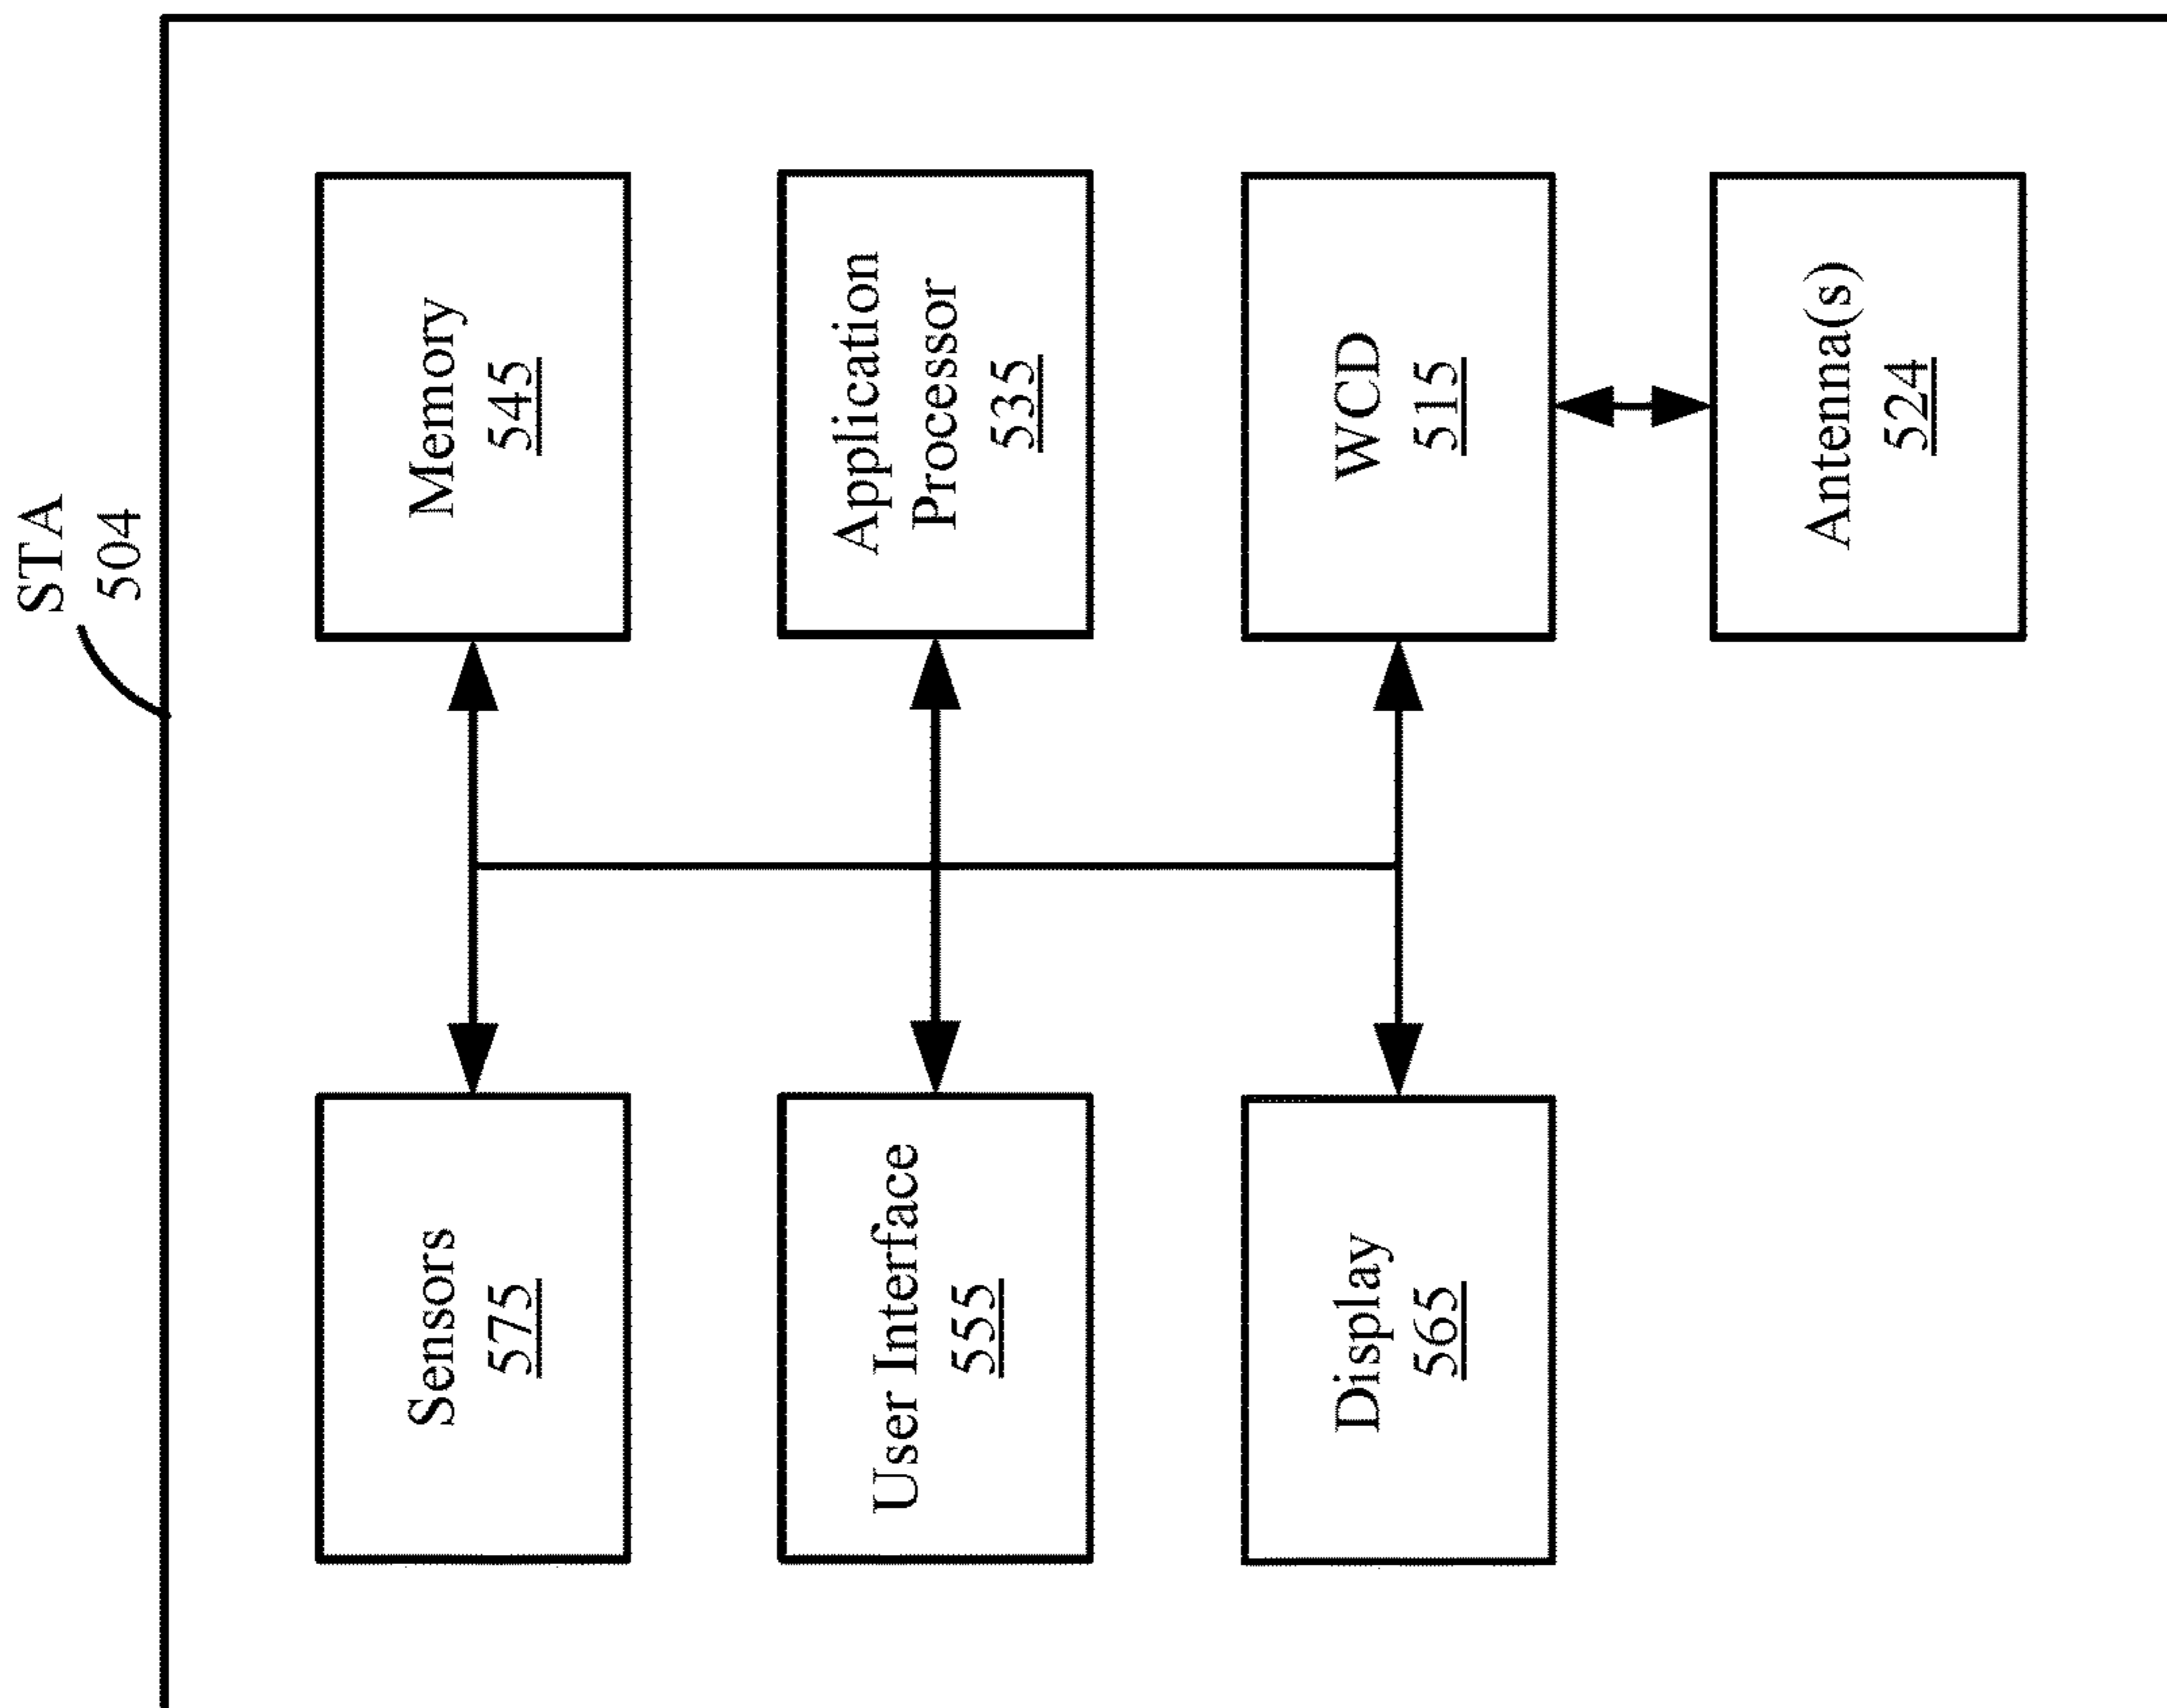 STA
504
Sensors
575
Memory
545
User Interface
555
Application
Processor
535
Display
565
WCD
515
Antenna(s)
524